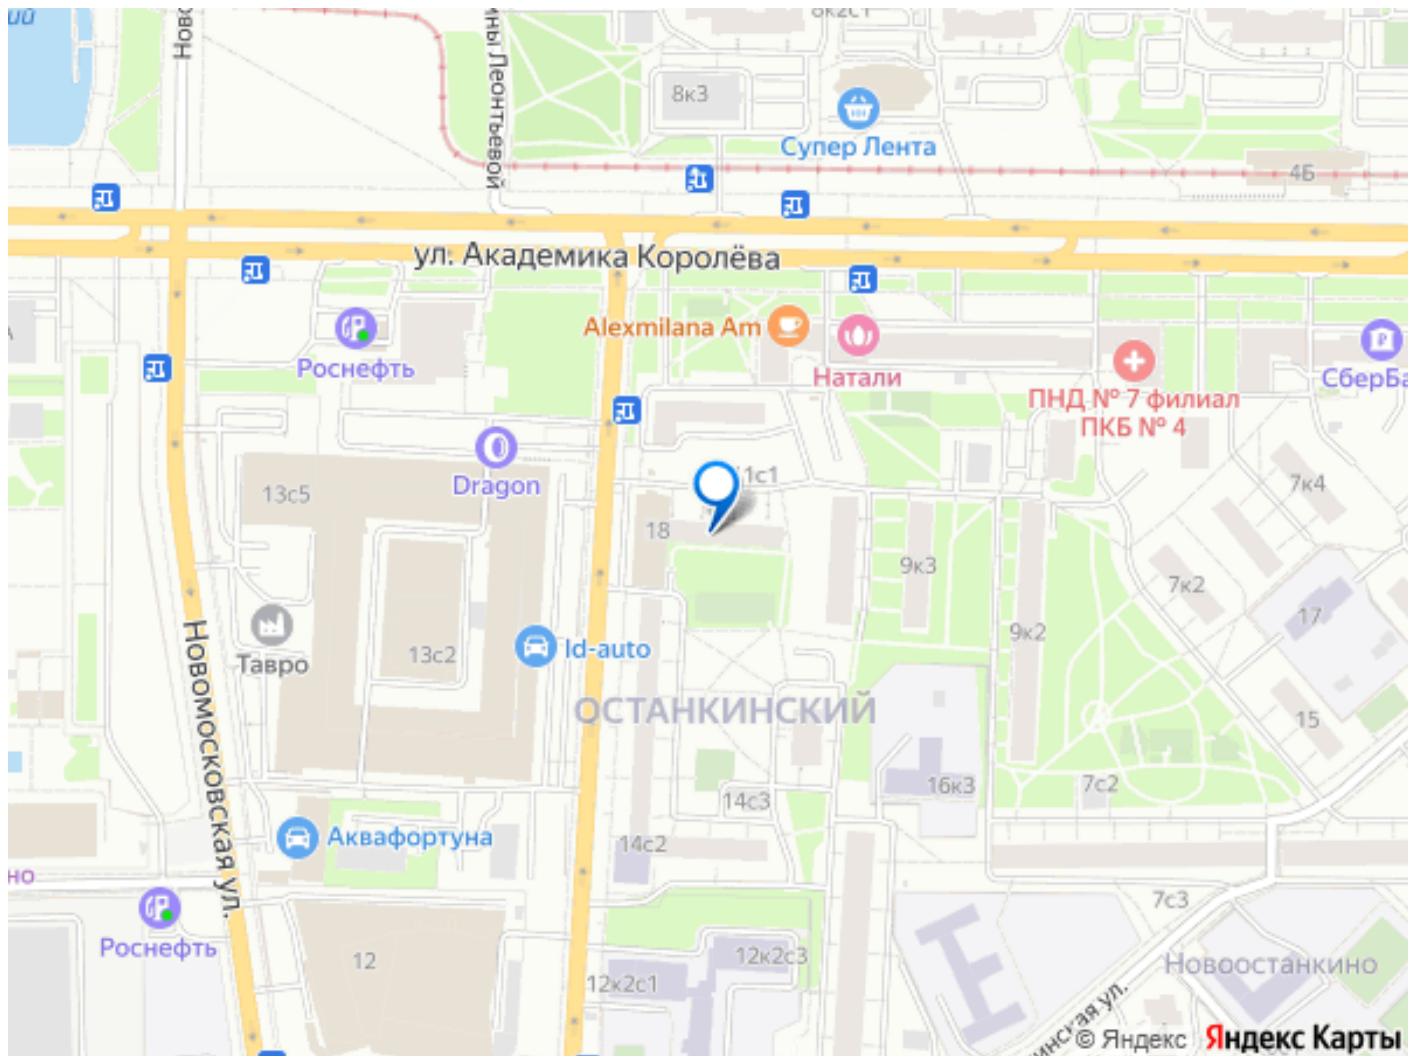 8к2с1
8к3
Супер Лента
4Б
ул. Академика Королёва
Alexmilana Am
Роснефть
Натали
ПНД № 7 филиал
ПКБ № 4
Dragon
13с5
18
7к4
9к3
7к2
17
9к2
Тавро
13с2
Id-auto
ОСТАНКИНСКИЙ
15
Новомосковская ул.
16к3
7с2
14с3
Аквафортуна
14с2
7с3
Роснефть
12
12к2с3
12к2с1
Новоостанкино
© Яндекс
Яндекс Карты